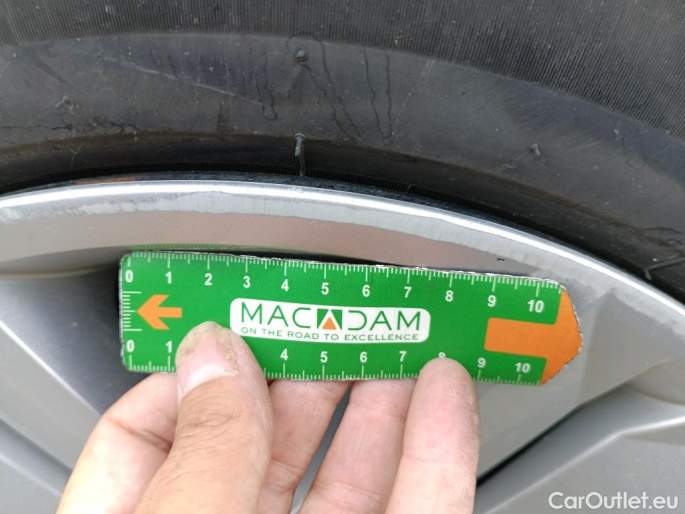 0 1 2 3 4 5 6 7 8 9 10
MACADAM
ON THE ROAD TO EXCELLENCE
0 1 4 5 6 7 8 9 10
CarOutlet.eu